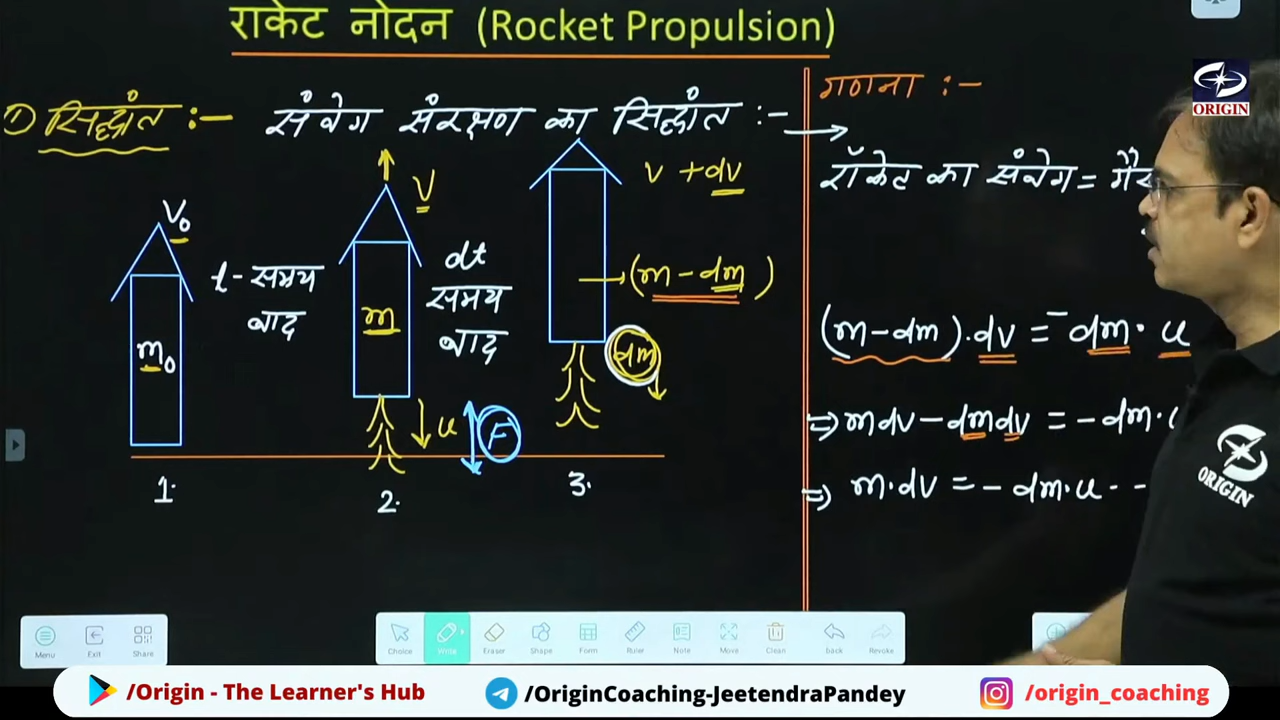 राकेट नोदन (Rocket Propulsion)
① सिद्धांत :- संवेग संरक्षण का सिद्धांत :- →
V₀
m₀
1.
t - समय
बाद
V
m
u
F
2.
dt
समय
बाद
v + dv
(m - dm)
dm
3.
गणना :-
रॉकेट का संवेग =
(m-dm).dv = -dm. u
⇒ mdv - dmdv = - dm.
⇒ m.dv = - dm.u - -
ORIGIN
ORIGIN
Menu Exit Share
Choice Write Eraser Shape Form Ruler Note Move Clean back Revoke
/Origin - The Learner's Hub /OriginCoaching-JeetendraPandey /origin_coaching